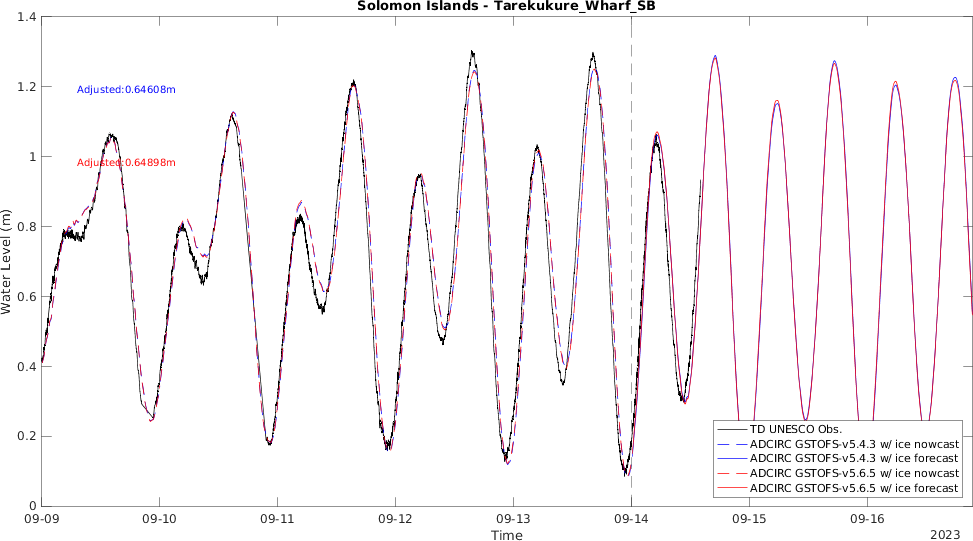 Solomon Islands - Tarekukure_Wharf_SB
1.4
1.2
1
0.8
0.6
0.4
0.2
0
Water Level (m)
Adjusted:0.64608m
Adjusted:0.64898m
TD UNESCO Obs.
ADCIRC GSTOFS-v5.4.3 w/ ice nowcast
ADCIRC GSTOFS-v5.4.3 w/ ice forecast
ADCIRC GSTOFS-v5.6.5 w/ ice nowcast
ADCIRC GSTOFS-v5.6.5 w/ ice forecast
09-09 09-10 09-11 09-12 09-13 09-14 09-15 09-16
Time
2023